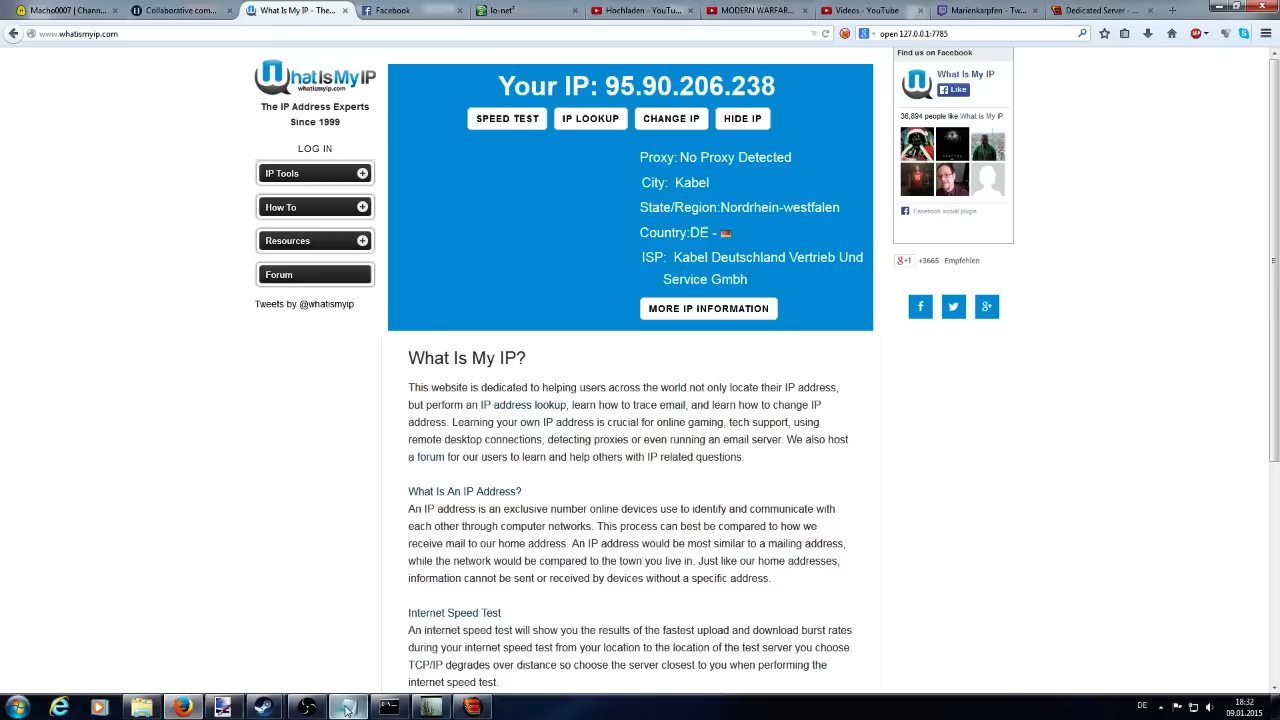 Macho007 | Chann...
Collaborative com...
What Is My IP? - Th...
Facebook
lo-net²
Hochladen - YouTu...
MODERN WARFAR...
Videos - YouTube
Marienkarpfen - Twe...
Dedicated Server - ...
www.whatismyip.com
open 127.0.0.1:7785
WhatIsMyIP
whatismyip.com
The IP Address Experts
Since 1999
LOG IN
IP Tools
How To
Resources
Forum
Tweets by @whatismyip
Your IP: 95.90.206.238
SPEED TEST
IP LOOKUP
CHANGE IP
HIDE IP
Proxy: No Proxy Detected
City: Kabel
State/Region:Nordrhein-westfalen
Country:DE -
ISP: Kabel Deutschland Vertrieb Und
Service Gmbh
MORE IP INFORMATION
What Is My IP?
This website is dedicated to helping users across the world not only locate their IP address,
but perform an IP address lookup, learn how to trace email, and learn how to change IP
address. Learning your own IP address is crucial for online gaming, tech support, using
remote desktop connections, detecting proxies or even running an email server. We also host
a forum for our users to learn and help others with IP related questions.
What Is An IP Address?
An IP address is an exclusive number online devices use to identify and communicate with
each other through computer networks. This process can best be compared to how we
receive mail to our home address. An IP address would be most similar to a mailing address,
while the network would be compared to the town you live in. Just like our home addresses,
information cannot be sent or received by devices without a specific address.
Internet Speed Test
An internet speed test will show you the results of the fastest upload and download burst rates
during your internet speed test from your location to the location of the test server you choose.
TCP/IP degrades over distance so choose the server closest to you when performing the
internet speed test.
Find us on Facebook
What Is My IP
Like
36,894 people like What Is My IP.
Facebook social plugin
g+1 +3665 Empfehlen
DE
18:32
09.01.2015